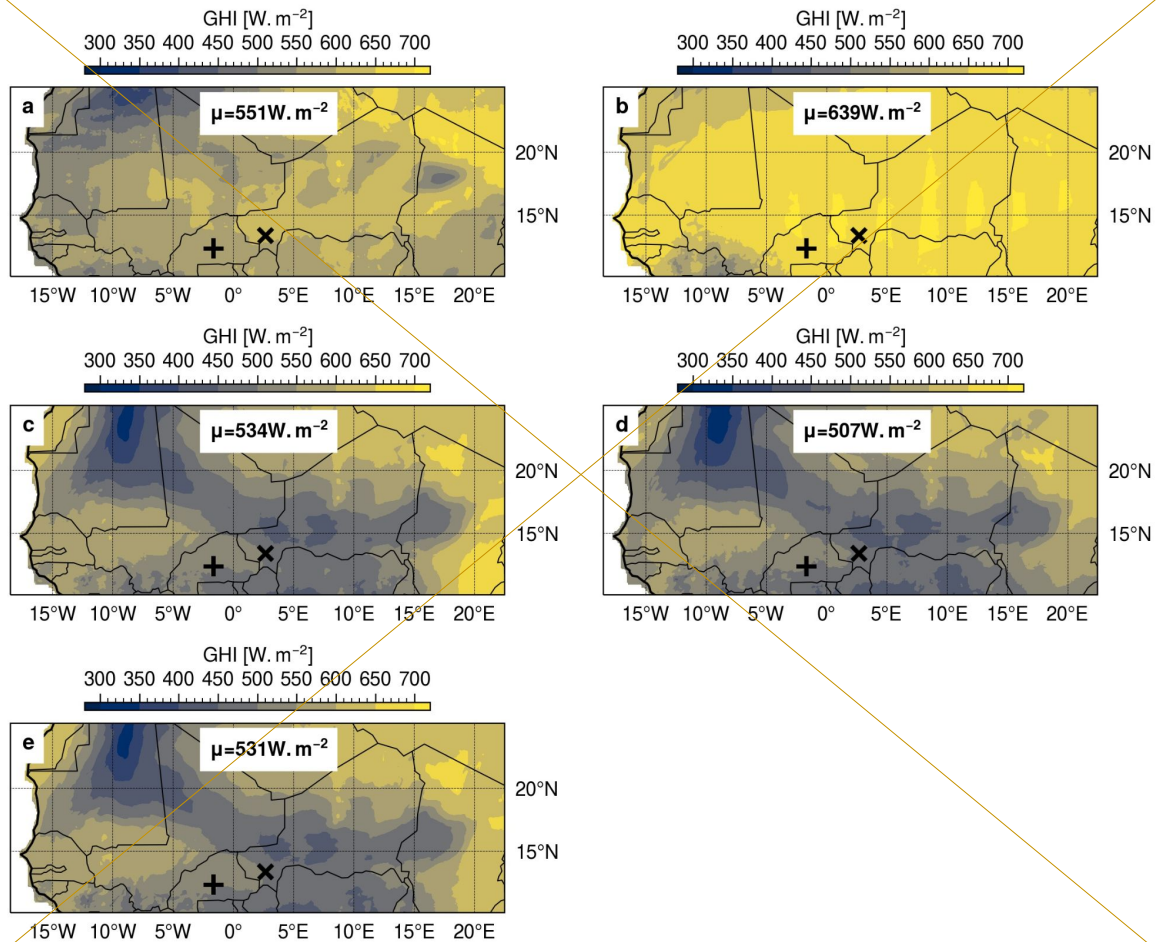 GHI [W. m⁻²] GHI [W. m⁻²]
300 350 400 450 500 550 600 650 700 300 350 400 450 500 550 600 650 700
a μ=551W. m⁻² b μ=639W. m⁻²
20°N 20°N
15°N 15°N
15°W 10°W 5°W 0° 5°E 10°E 15°E 20°E 15°W 10°W 5°W 0° 5°E 10°E 15°E 20°E
GHI [W. m⁻²] GHI [W. m⁻²]
300 350 400 450 500 550 600 650 700 300 350 400 450 500 550 600 650 700
c μ=534W. m⁻² d μ=507W. m⁻²
20°N 20°N
15°N 15°N
15°W 10°W 5°W 0° 5°E 10°E 15°E 20°E 15°W 10°W 5°W 0° 5°E 10°E 15°E 20°E
GHI [W. m⁻²]
300 350 400 450 500 550 600 650 700
e μ=531W. m⁻²
20°N
15°N
15°W 10°W 5°W 0° 5°E 10°E 15°E 20°E